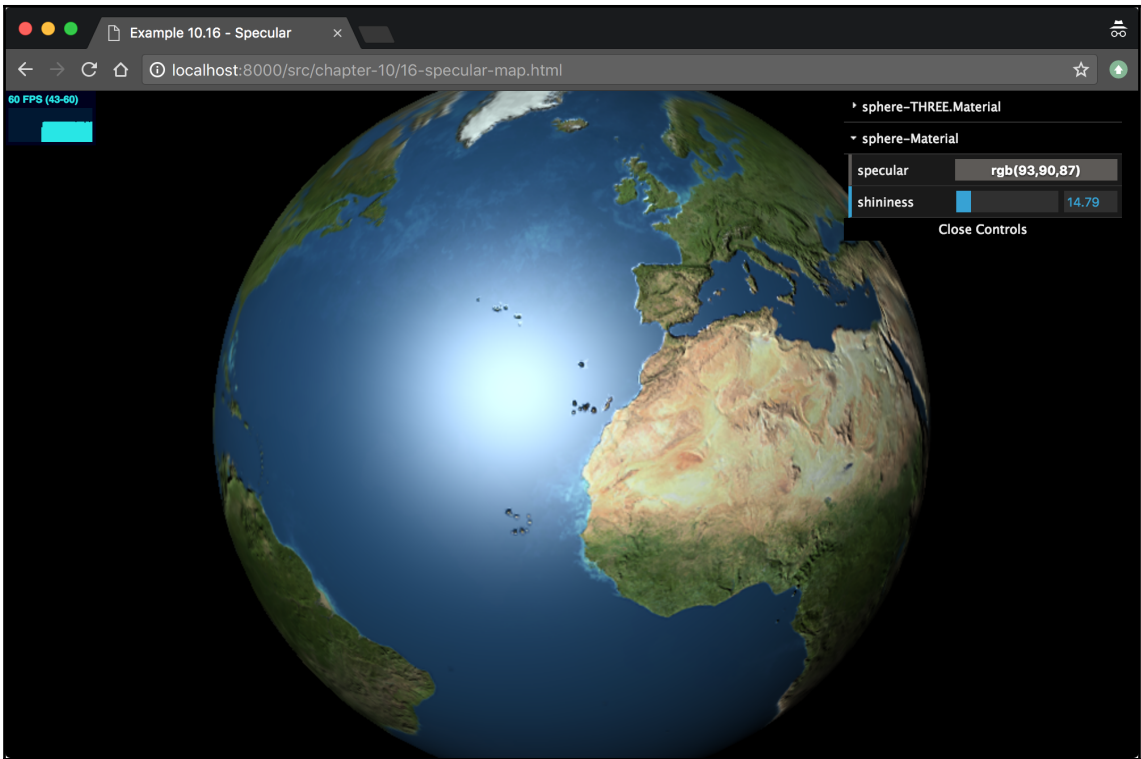 Example 10.16 - Specular
localhost:8000/src/chapter-10/16-specular-map.html
60 FPS (43-60)
sphere-THREE.Material
sphere-Material
specular rgb(93,90,87)
shininess 14.79
Close Controls